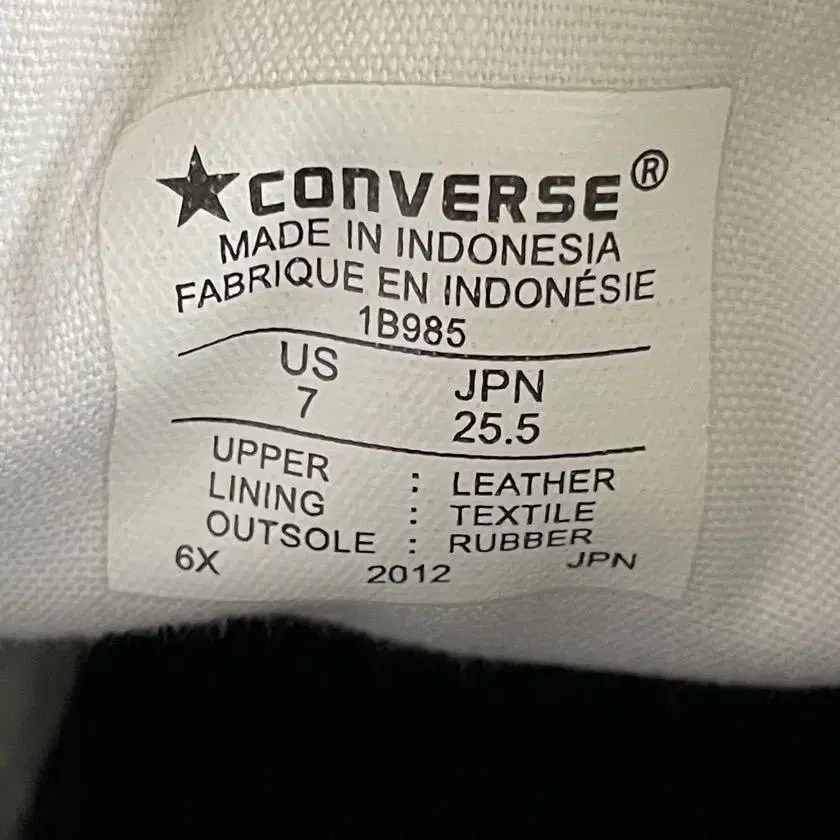 ★CONVERSE®
MADE IN INDONESIA
FABRIQUE EN INDONÉSIE
1B985
US JPN
7 25.5
UPPER : LEATHER
LINING : TEXTILE
OUTSOLE : RUBBER
6X 2012 JPN